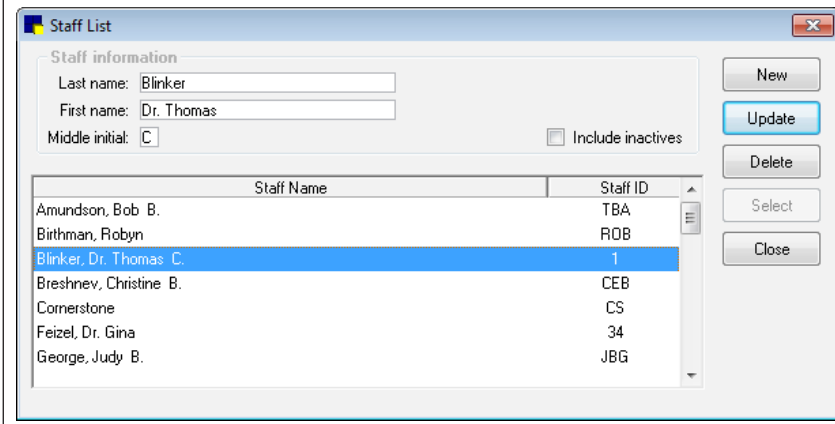 Staff List
Staff information
Last name: Blinker
First name: Dr. Thomas
Middle initial: C
Include inactives
New
Update
Delete
Select
Close
Staff Name Staff ID
Amundson, Bob B. TBA
Birthman, Robyn ROB
Blinker, Dr. Thomas C. 1
Breshnev, Christine B. CEB
Cornerstone CS
Feizel, Dr. Gina 34
George, Judy B. JBG